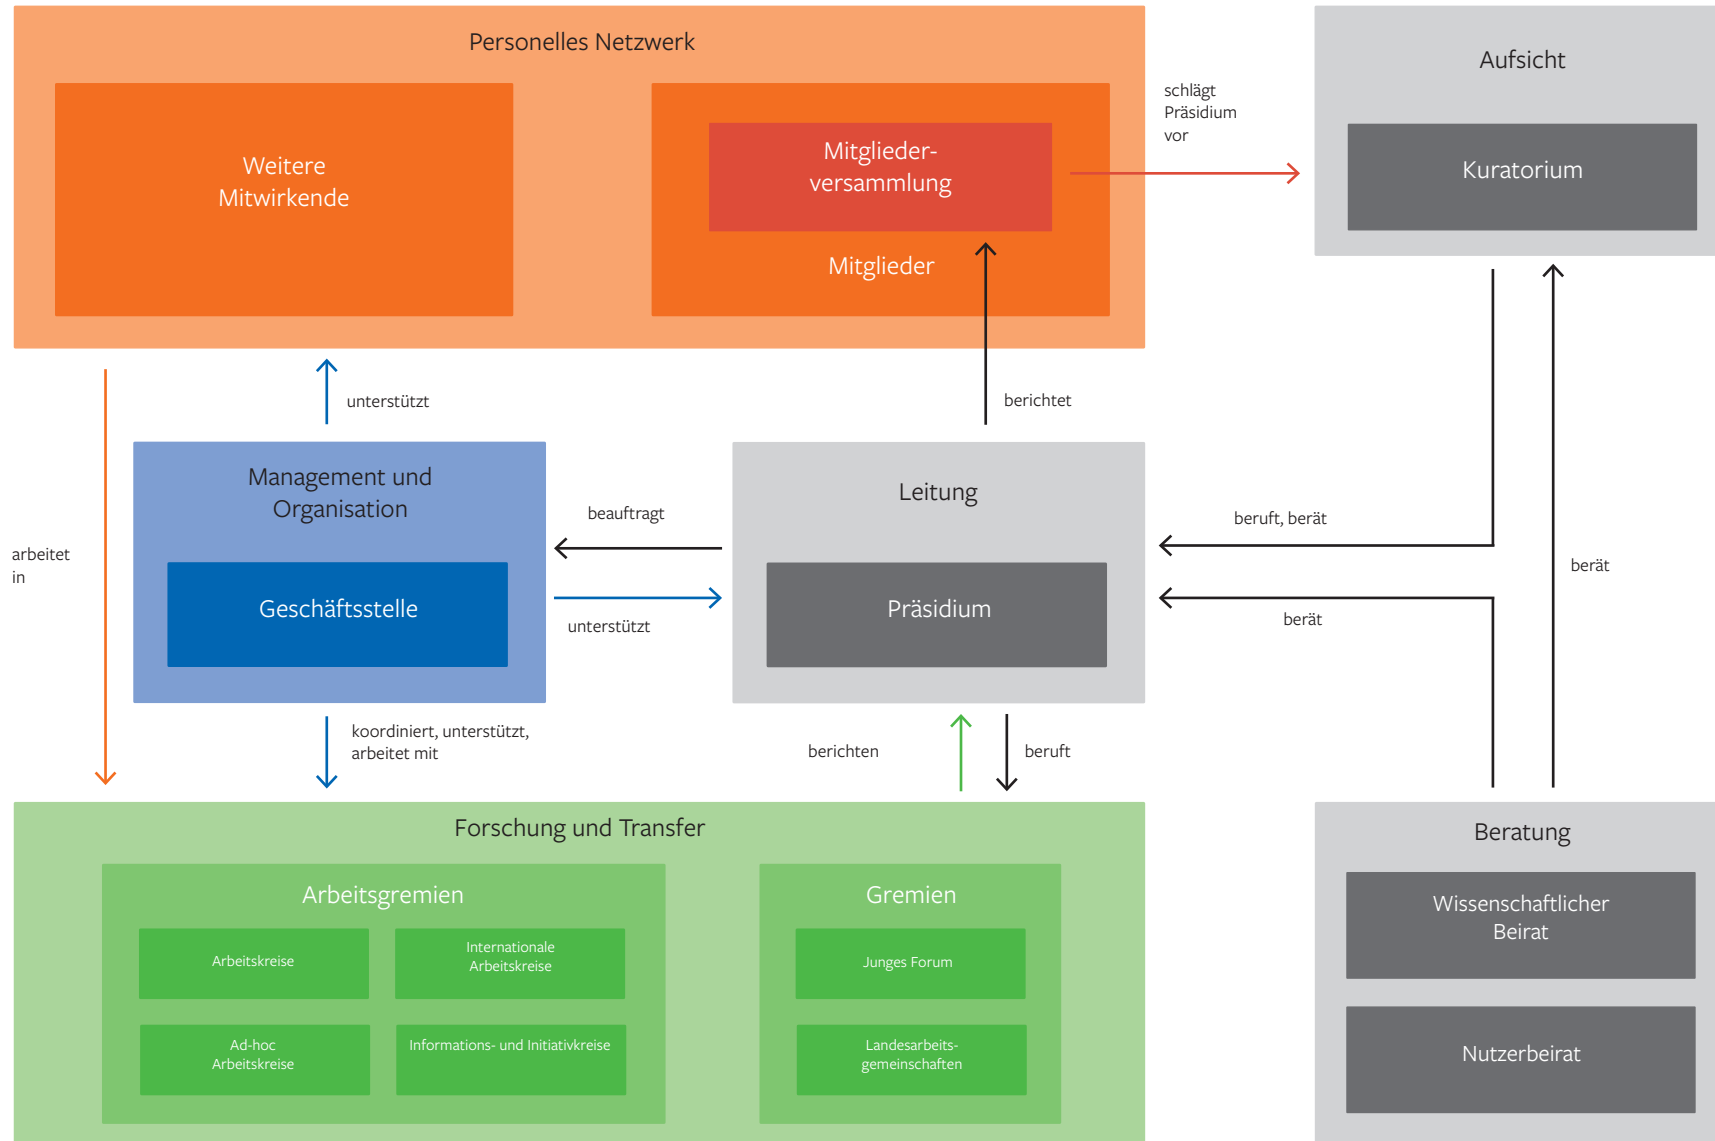 Personelles Netzwerk
Weitere
Mitwirkende
Mitglieder-
versammlung
Mitglieder
schlägt
Präsidium
vor
Aufsicht
Kuratorium
unterstützt
berichtet
arbeitet
in
Management und
Organisation
Geschäftsstelle
beauftragt
unterstützt
Leitung
Präsidium
beruft, berät
berät
berät
koordiniert, unterstützt,
arbeitet mit
berichten
beruft
Forschung und Transfer
Arbeitsgremien
Arbeitskreise
Internationale
Arbeitskreise
Ad-hoc
Arbeitskreise
Informations- und Initiativkreise
Gremien
Junges Forum
Landesarbeits-
gemeinschaften
Beratung
Wissenschaftlicher
Beirat
Nutzerbeirat